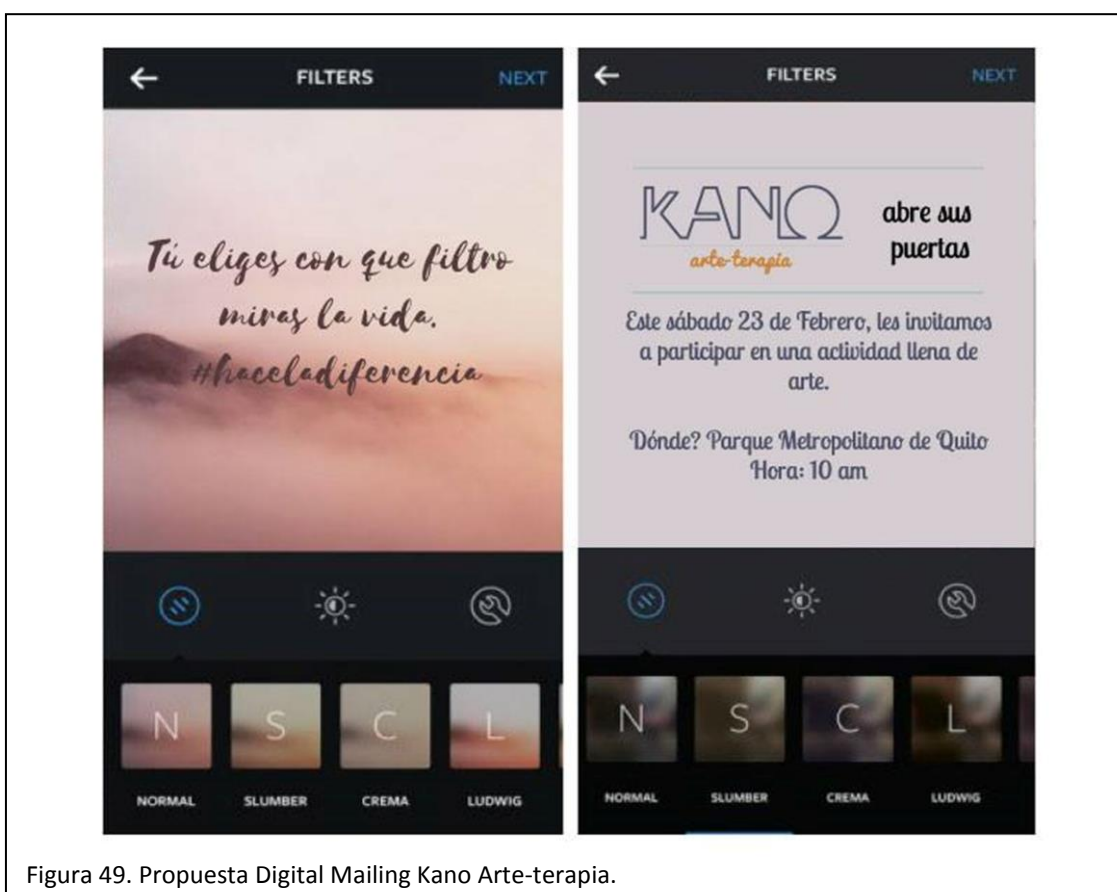 FILTERS
NEXT
Tú eliges con que filtro
miras la vida.
#haceladiferencia
N
S
C
L
NORMAL
SLUMBER
CREMA
LUDWIG
FILTERS
NEXT
KANO
arte-terapia
abre sus
puertas
Este sábado 23 de Febrero, les invitamos
a participar en una actividad llena de
arte.
Dónde? Parque Metropolitano de Quito
Hora: 10 am
N
S
C
L
NORMAL
SLUMBER
CREMA
LUDWIG
Figura 49. Propuesta Digital Mailing Kano Arte-terapia.